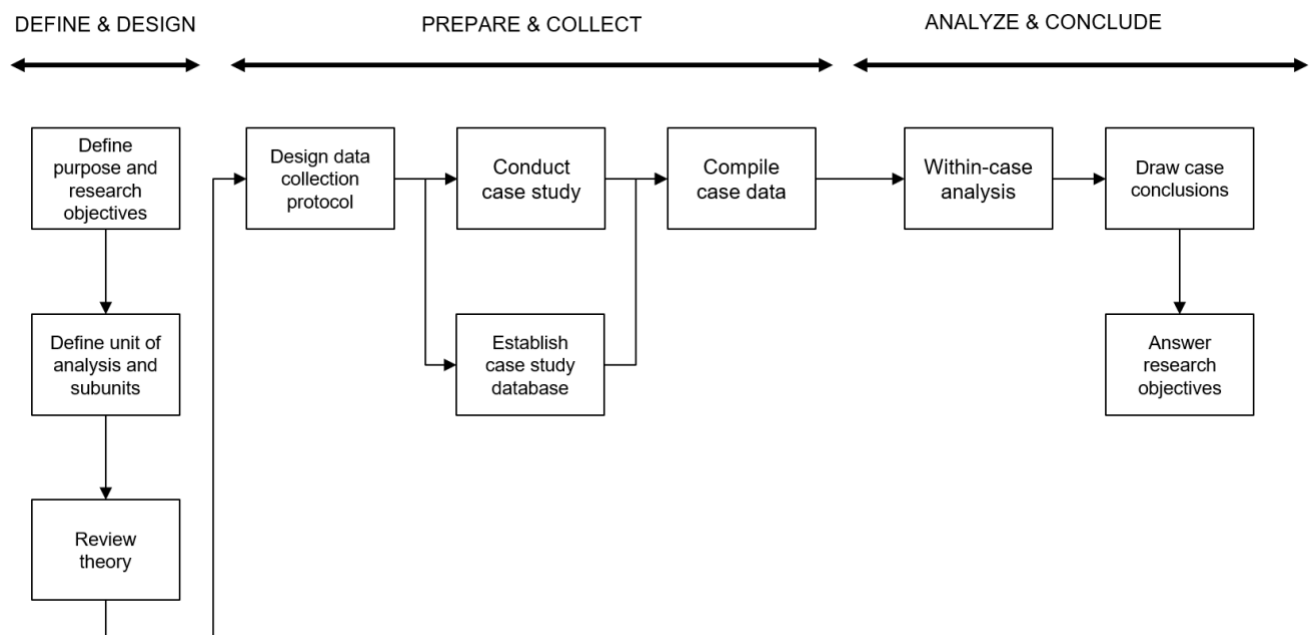 DEFINE & DESIGN
PREPARE & COLLECT
ANALYZE & CONCLUDE
Define
purpose and
research
objectives
Design data
collection
protocol
Conduct
case study
Compile
case data
Within-case
analysis
Draw case
conclusions
Define unit of
analysis and
subunits
Establish
case study
database
Answer
research
objectives
Review
theory